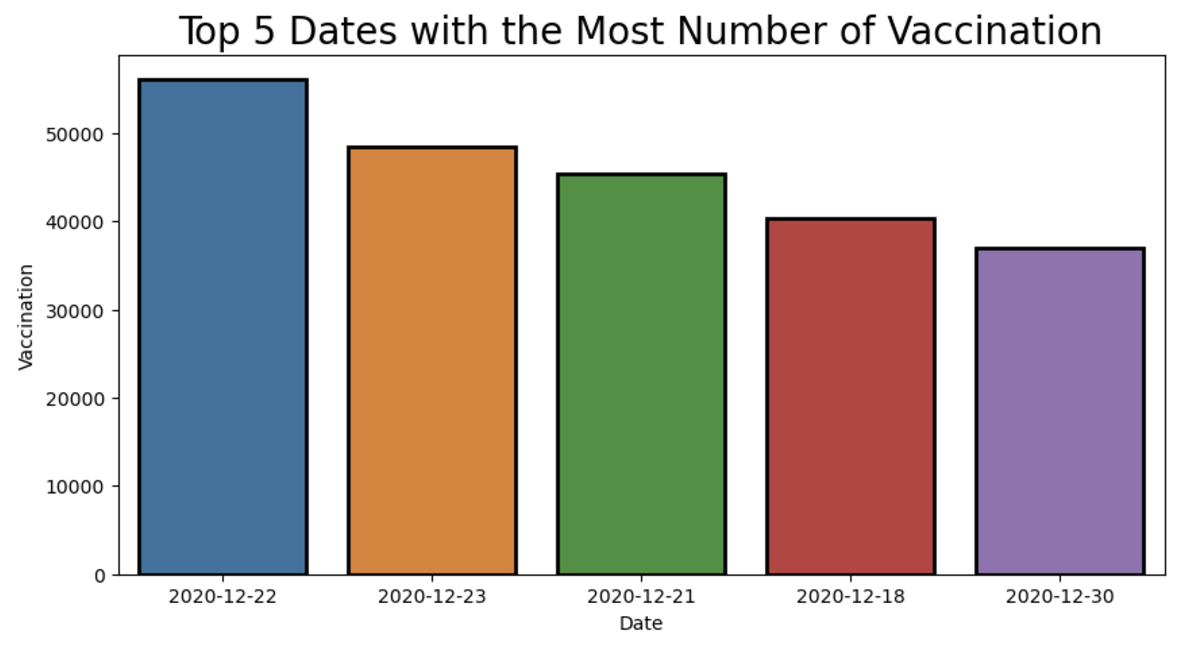 Top 5 Dates with the Most Number of Vaccination
Vaccination
50000
40000
30000
20000
10000
0
2020-12-22 2020-12-23 2020-12-21 2020-12-18 2020-12-30
Date